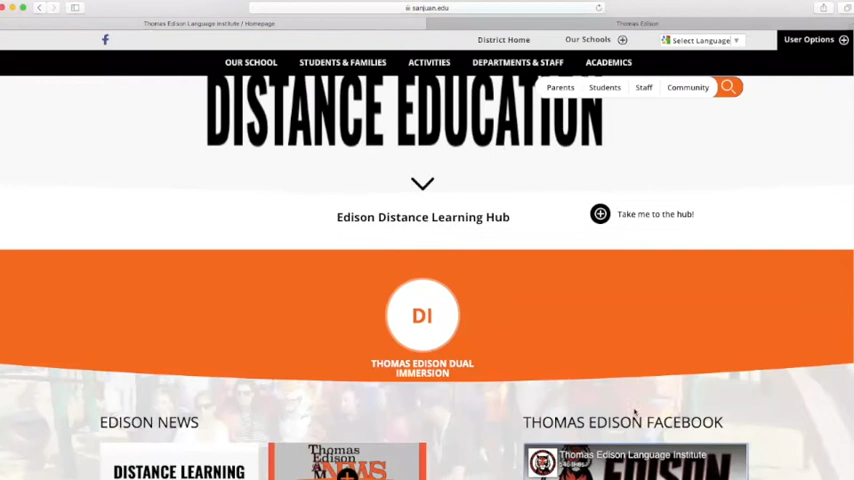 sanjuan.edu
Thomas Edison Language Institute / Homepage
Thomas Edison
District Home
Our Schools
Select Language
User Options
OUR SCHOOL
STUDENTS & FAMILIES
ACTIVITIES
DEPARTMENTS & STAFF
ACADEMICS
Parents
Students
Staff
Community
DISTANCE EDUCATION
Edison Distance Learning Hub
Take me to the hub!
DI
THOMAS EDISON DUAL
IMMERSION
EDISON NEWS
THOMAS EDISON FACEBOOK
DISTANCE LEARNING
Thomas
Edison
NEWS
Thomas Edison Language Institute
EDISON